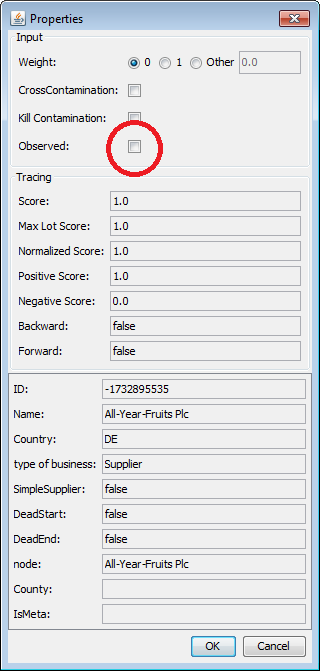 Properties
Input
Weight: 0 1 Other 0.0
CrossContamination:
Kill Contamination:
Observed:
Tracing
Score: 1.0
Max Lot Score: 1.0
Normalized Score: 1.0
Positive Score: 1.0
Negative Score: 0.0
Backward: false
Forward: false
ID: -1732895535
Name: All-Year-Fruits Plc
Country: DE
type of business: Supplier
SimpleSupplier: false
DeadStart: false
DeadEnd: false
node: All-Year-Fruits Plc
County:
IsMeta:
OK Cancel